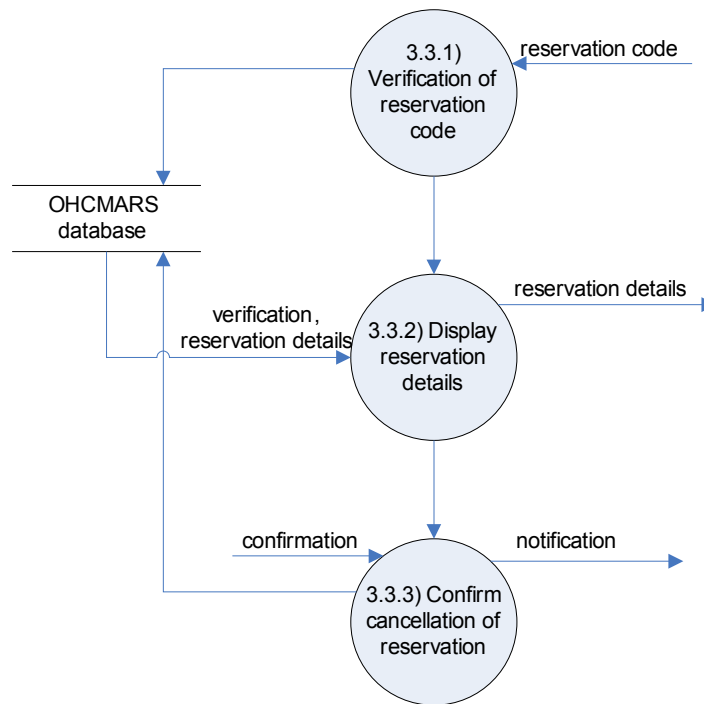 3.3.1)
Verification of
reservation
code
reservation code
OHCMARS
database
verification,
reservation details
3.3.2) Display
reservation
details
reservation details
confirmation
3.3.3) Confirm
cancellation of
reservation
notification